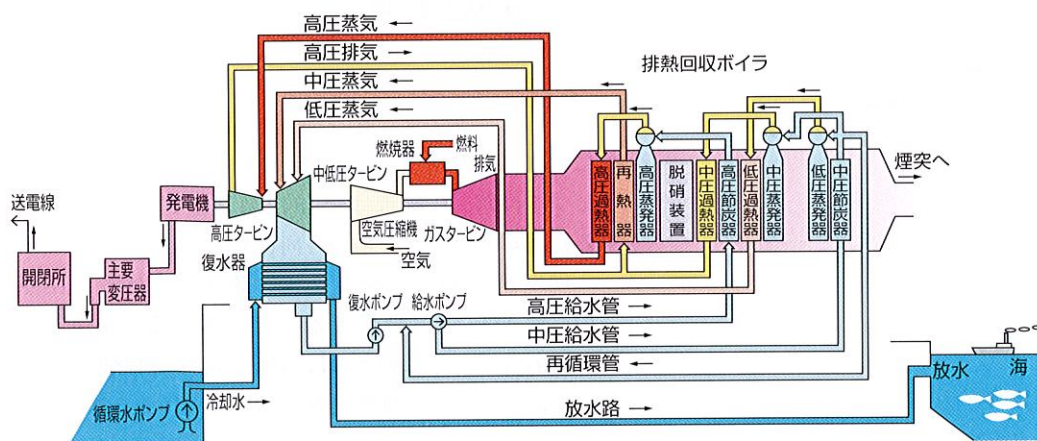 高圧蒸気
高圧排気
中圧蒸気
低圧蒸気
排熱回収ボイラ
燃焼器
燃料
排気
中低圧タービン
煙突へ
送電線
発電機
高圧タービン
空気圧縮機
ガスタービン
空気
高圧過熱器
再熱器
高圧蒸発器
脱硝装置
中圧過熱器
高圧節炭器
低圧過熱器
中圧蒸発器
低圧蒸発器
中圧節炭器
開閉所
主要
変圧器
復水器
復水ポンプ
給水ポンプ
高圧給水管
中圧給水管
再循環管
循環水ポンプ
冷却水
放水路
放水
海